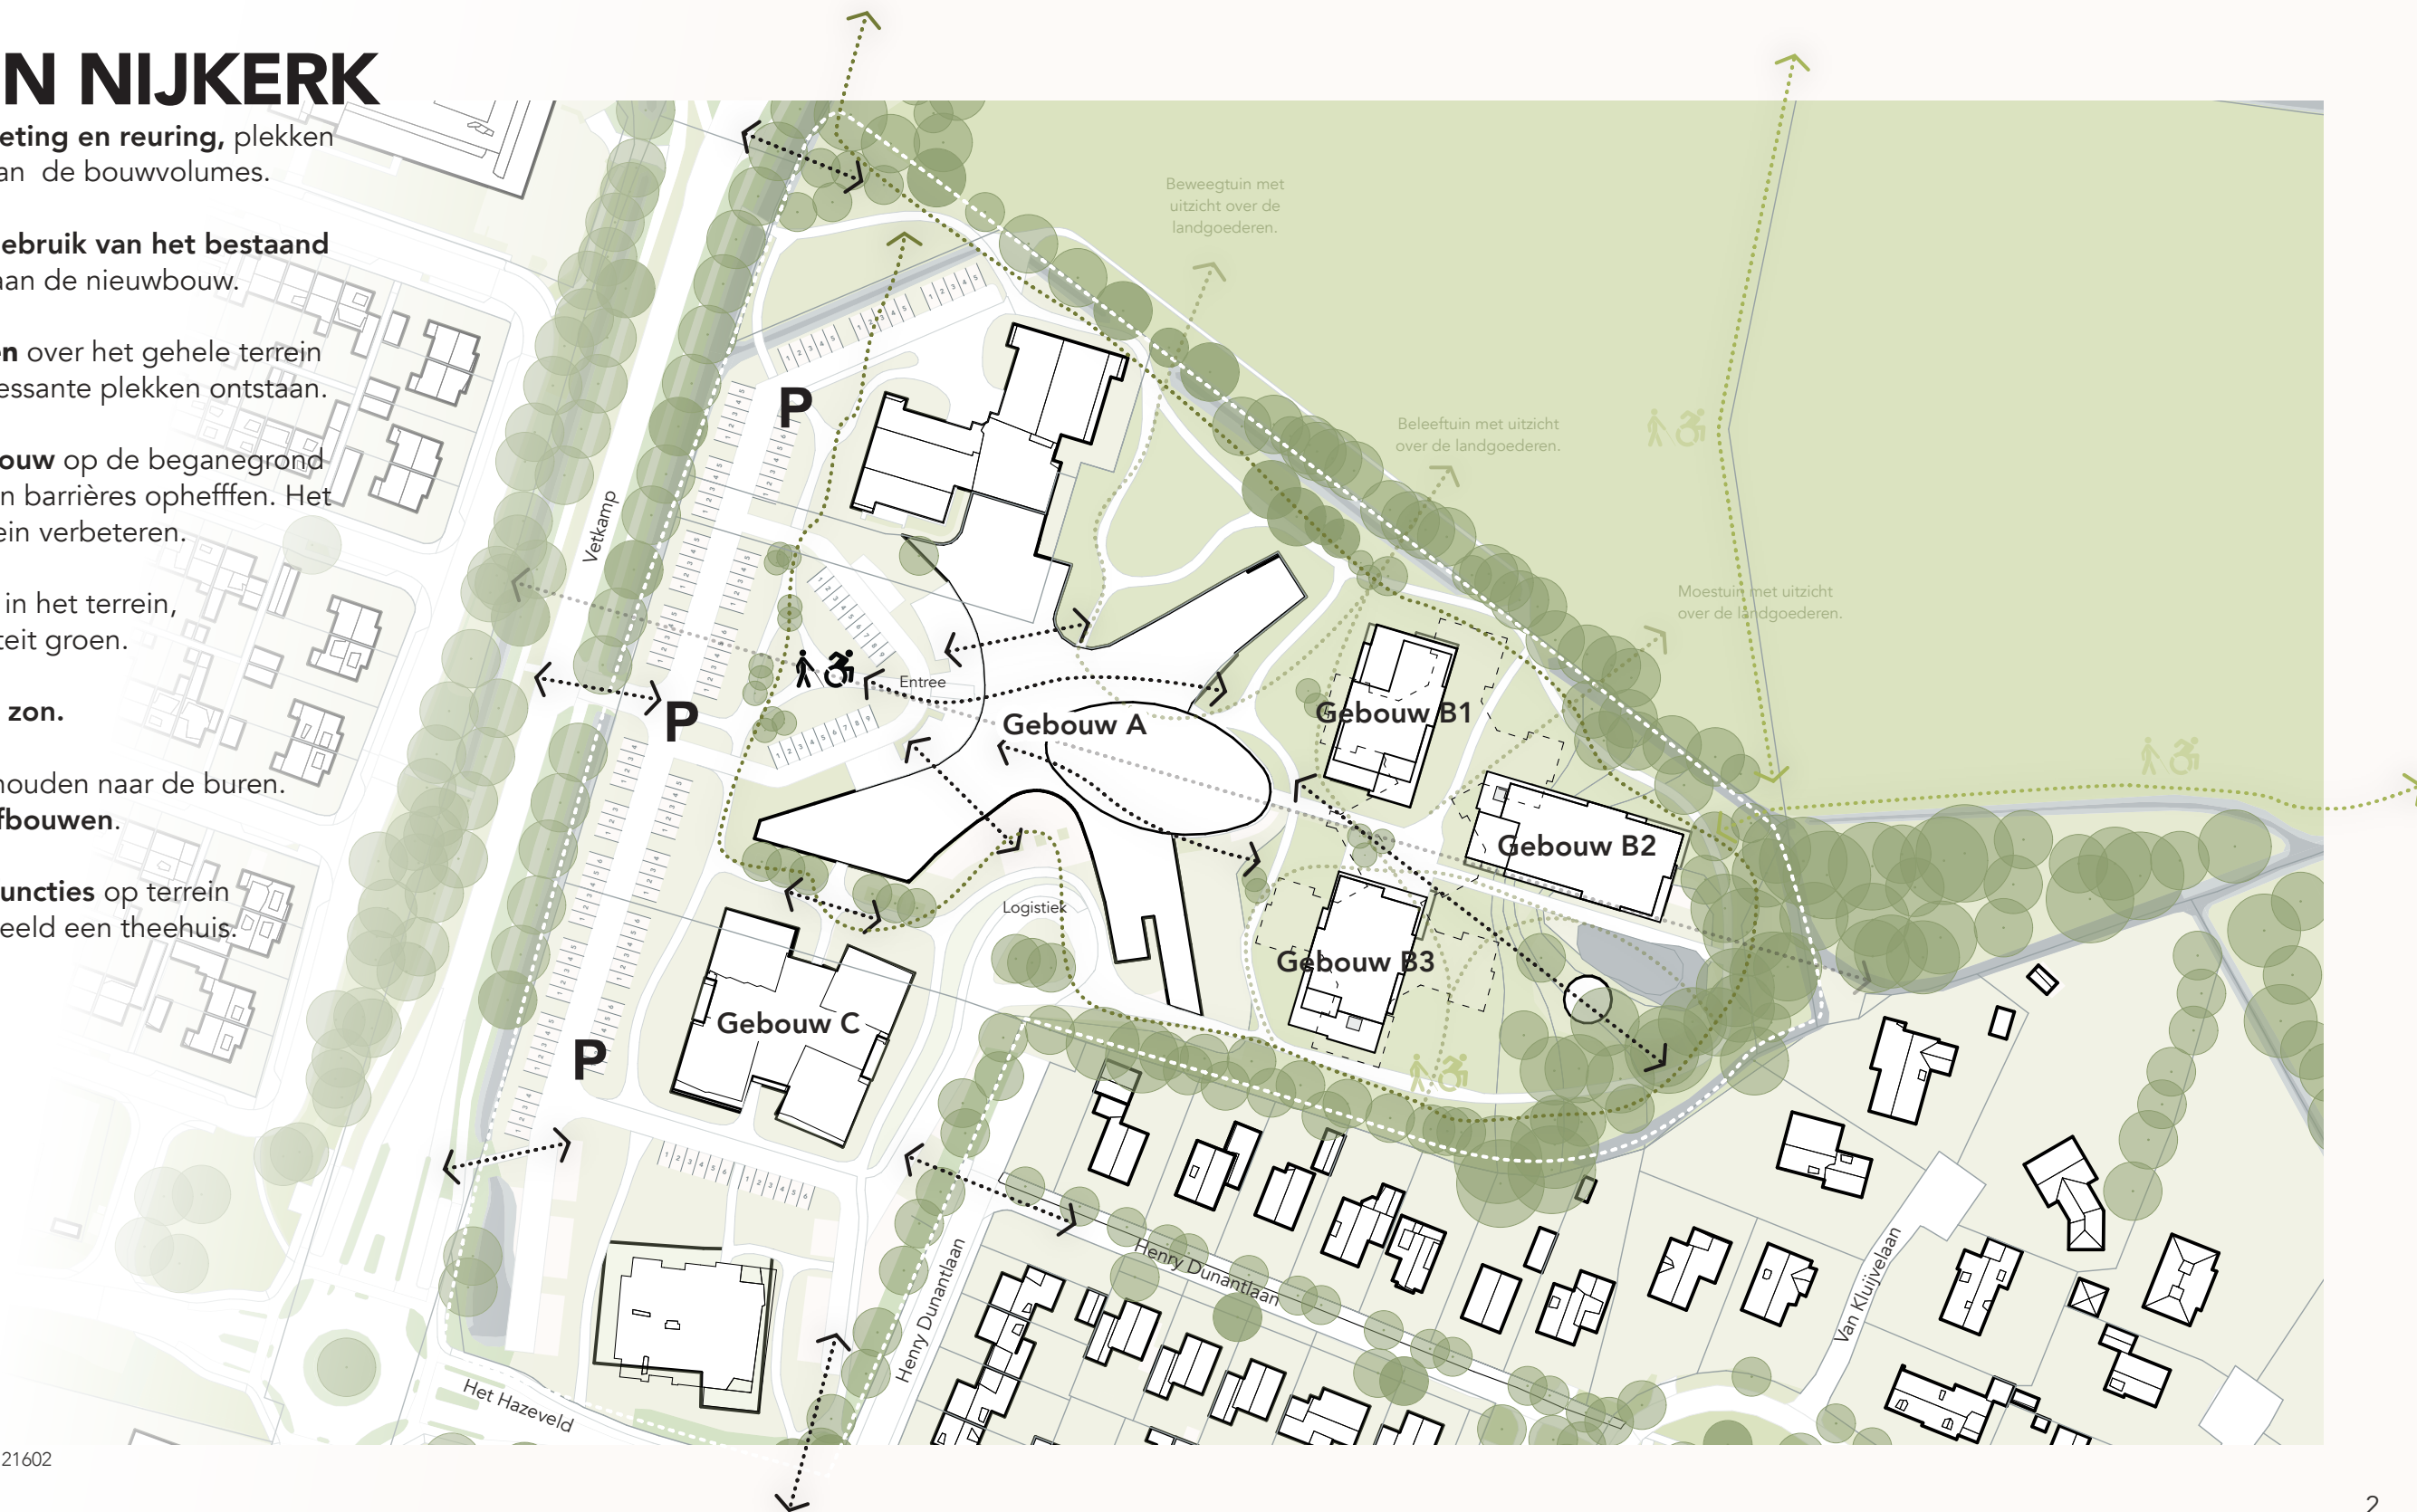 N NIJKERK
eting en reuring, plekken
an de bouwvolumes.
ebruik van het bestaand
aan de nieuwbouw.
en over het gehele terrein
essante plekken ontstaan.
ouw op de beganegrond
n barrières ophefffen. Het
ein verbeteren.
in het terrein,
teit groen.
zon.
houden naar de buren.
fbouwen.
uncties op terrein
eeld een theehuis.
Beweegtuin met
uitzicht over de
landgoederen.
Beleeftuin met uitzicht
over de landgoederen.
Moestuin met uitzicht
over de landgoederen.
Vetkamp
P
P
P
Entree
Gebouw A
Gebouw B1
Gebouw B2
Gebouw B3
Logistiek
Gebouw C
Henry Dunantlaan
Henry Dunantlaan
Van Kluijvelaan
Het Hazeveld
21602
2